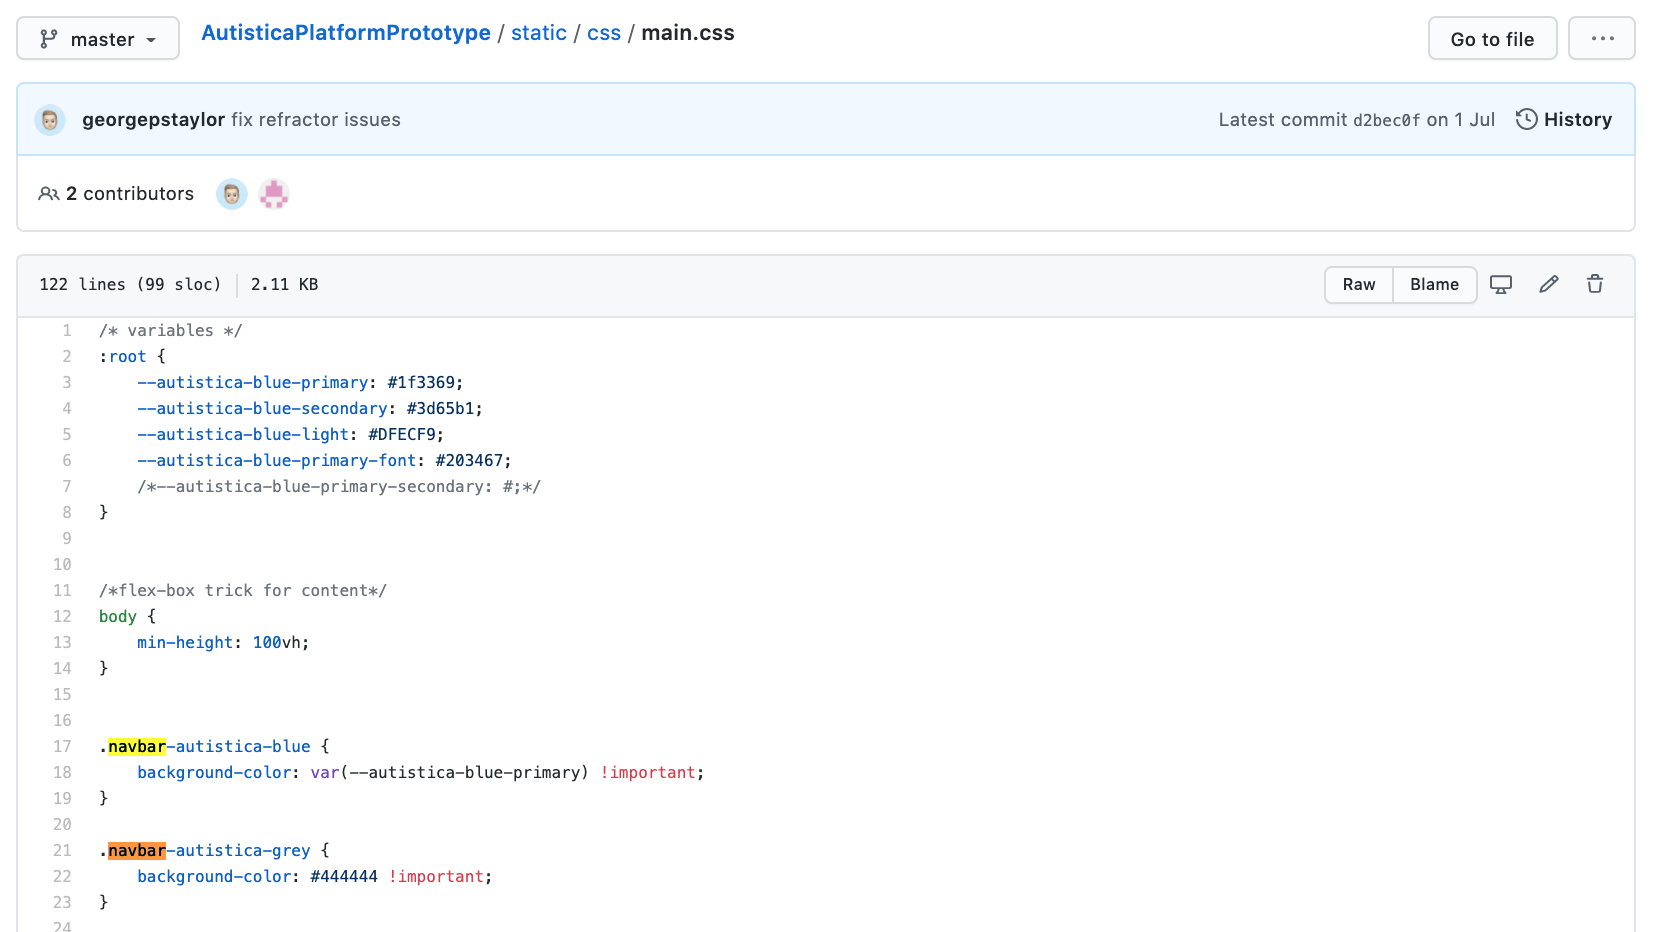 master
AutisticaPlatformPrototype / static / css / main.css
Go to file
georgepstaylor fix refractor issues
Latest commit d2bec0f on 1 Jul
History
2 contributors
122 lines (99 sloc) 2.11 KB
Raw
Blame
1 /* variables */
2 :root {
3     --autistica-blue-primary: #1f3369;
4     --autistica-blue-secondary: #3d65b1;
5     --autistica-blue-light: #DFECF9;
6     --autistica-blue-primary-font: #203467;
7     /*--autistica-blue-primary-secondary: #;*/
8 }
9
10
11 /*flex-box trick for content*/
12 body {
13     min-height: 100vh;
14 }
15
16
17 .navbar-autistica-blue {
18     background-color: var(--autistica-blue-primary) !important;
19 }
20
21 .navbar-autistica-grey {
22     background-color: #444444 !important;
23 }
24